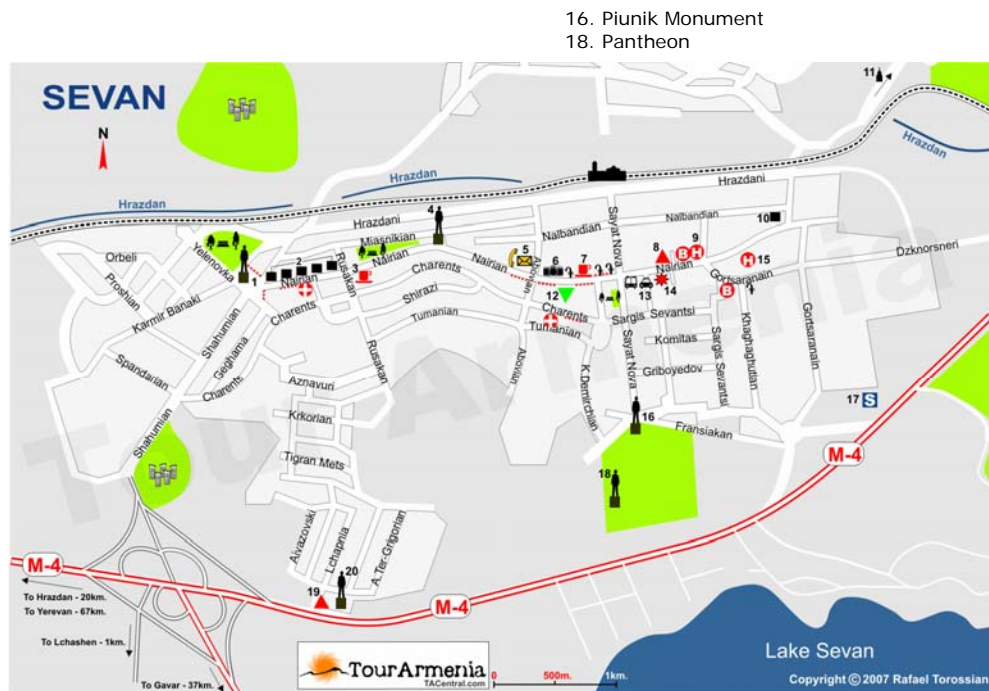 16. Piunik Monument
18. Pantheon
SEVAN
N
11
Hrazdan
Hrazdan
Hrazdan
Hrazdani
Hrazdani
4
Miasnikian
Nalbandian
Nalbandian
10
Sayat Nova
Orbeli
Yelenovka
5
6
7
8
9
B H
H 15
Dzknorsneri
Proshian
2
3
Nairian
Nairian
Nairian
Nairian
Rusakan
Charents
Abovian
Gortsaranain
B
1
12
13
14
Karmir Banaki
Charents
Shirazi
Charents
Sargis Sevantsi
Shahumian
Geghama
Tumanian
Tumanian
Komitas
Gortsaranain
Spandarian
Charents
Rusakan
Abovian
K.Demirchian
Sayat Nova
Griboyedov
Sargis Sevantsi
Khaghaghutian
Aznavuri
Krkorian
17 S
Shahumian
16
Fransiakan
M-4
Tigran Mets
18
Aivazovski
Lchapnia
A.Ter-Grigorian
M-4
19
20
M-4
To Hrazdan - 20km.
To Yerevan - 67km.
To Lchashen - 1km.
To Gavar - 37km.
TourArmenia
TACentral.com
0 500m. 1km.
Lake Sevan
Copyright © 2007 Rafael Torossian
Tour Armenia